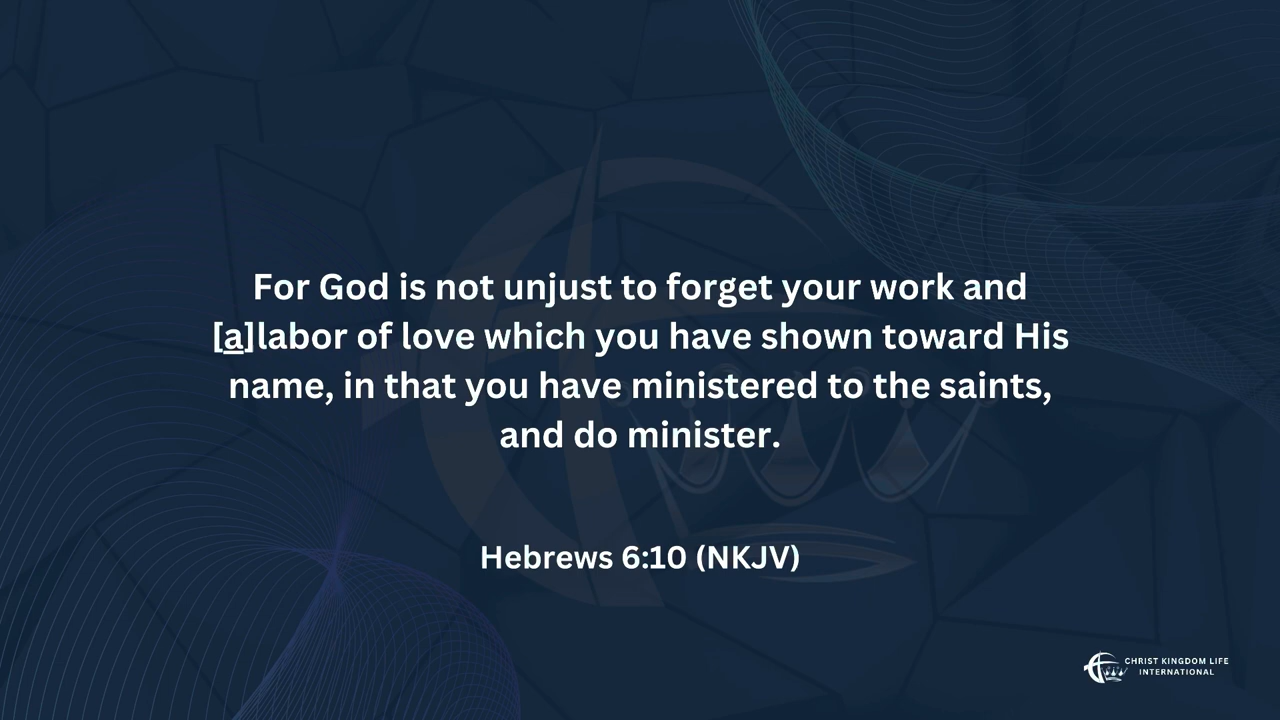 For God is not unjust to forget your work and
[a]labor of love which you have shown toward His
name, in that you have ministered to the saints,
and do minister.
Hebrews 6:10 (NKJV)
CHRIST KINGDOM LIFE
INTERNATIONAL